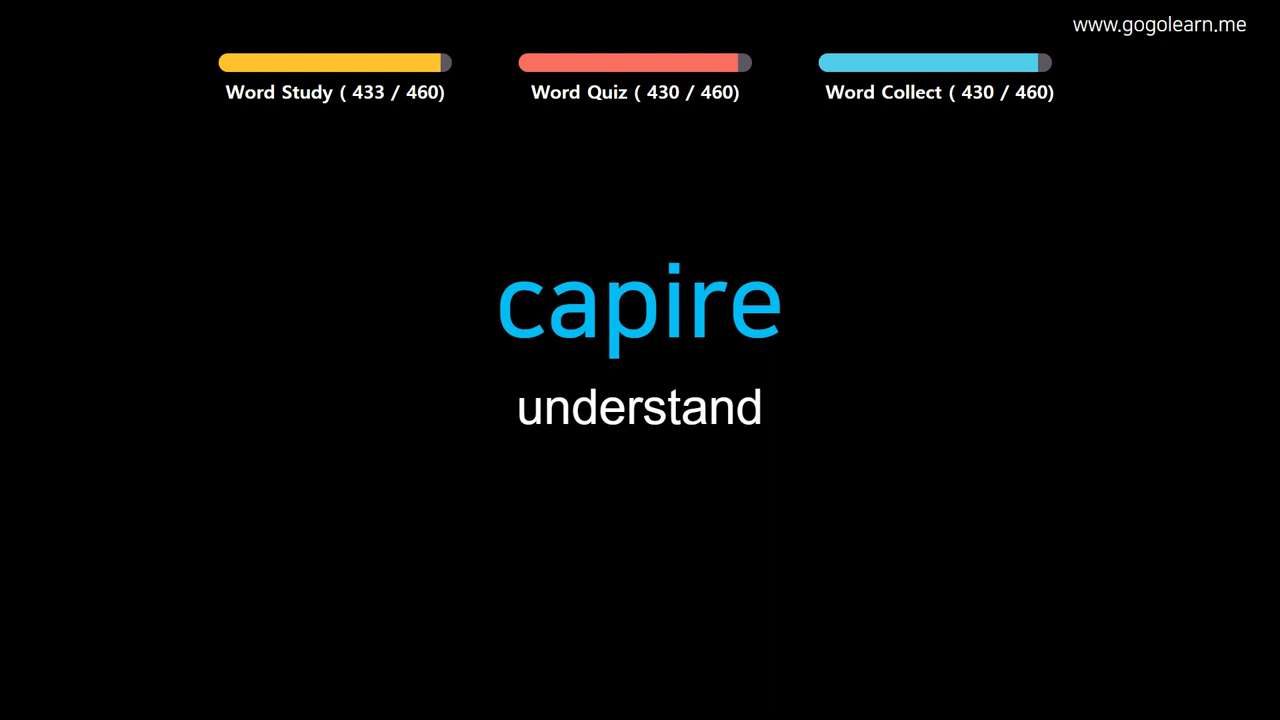 www.gogolearn.me
Word Study ( 433 / 460)
Word Quiz ( 430 / 460)
Word Collect ( 430 / 460)
capire
understand